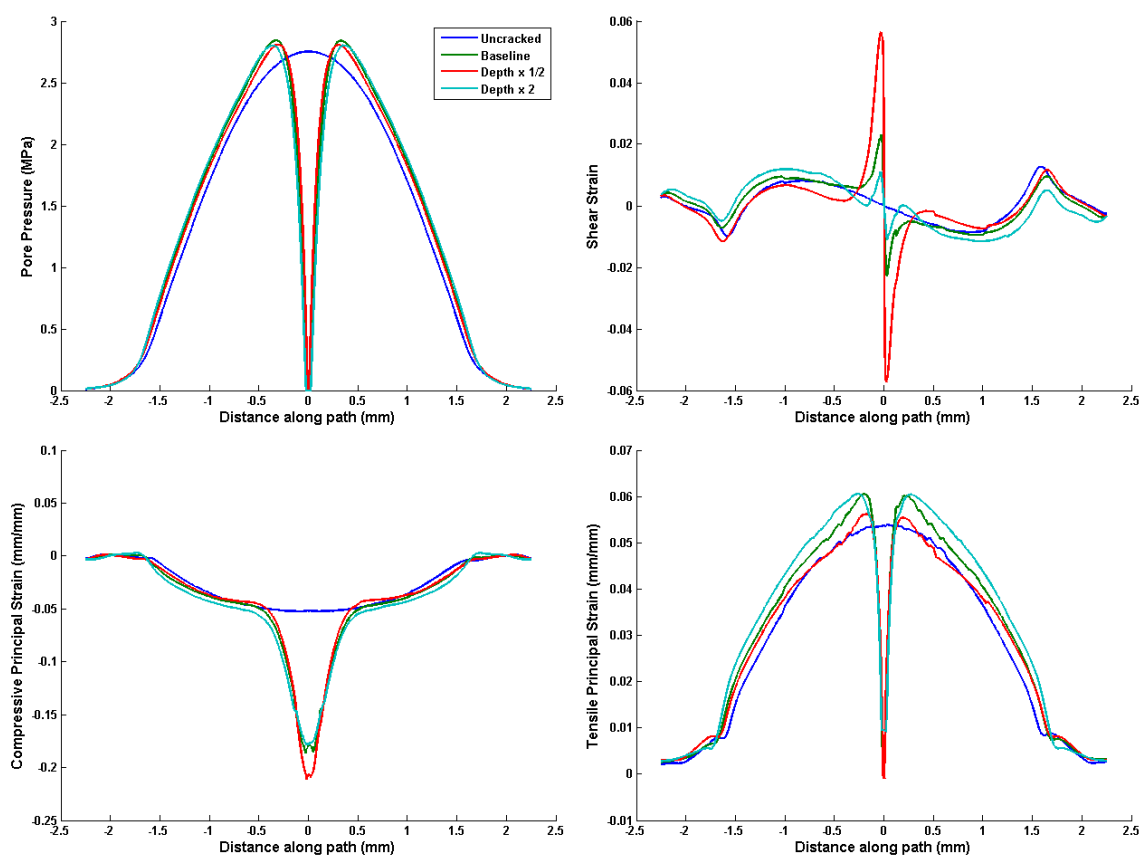 Pore Pressure (MPa)
3
2.5
2
1.5
1
0.5
0
-2.5 -2 -1.5 -1 -0.5 0 0.5 1 1.5 2 2.5
Distance along path (mm)
Uncracked
Baseline
Depth x 1/2
Depth x 2
Shear Strain
0.06
0.04
0.02
0
-0.02
-0.04
-0.06
-2.5 -2 -1.5 -1 -0.5 0 0.5 1 1.5 2 2.5
Distance along path (mm)
Compressive Principal Strain (mm/mm)
0.1
0.05
0
-0.05
-0.1
-0.15
-0.2
-0.25
-2.5 -2 -1.5 -1 -0.5 0 0.5 1 1.5 2 2.5
Distance along path (mm)
Tensile Principal Strain (mm/mm)
0.07
0.06
0.05
0.04
0.03
0.02
0.01
0
-0.01
-2.5 -2 -1.5 -1 -0.5 0 0.5 1 1.5 2 2.5
Distance along path (mm)